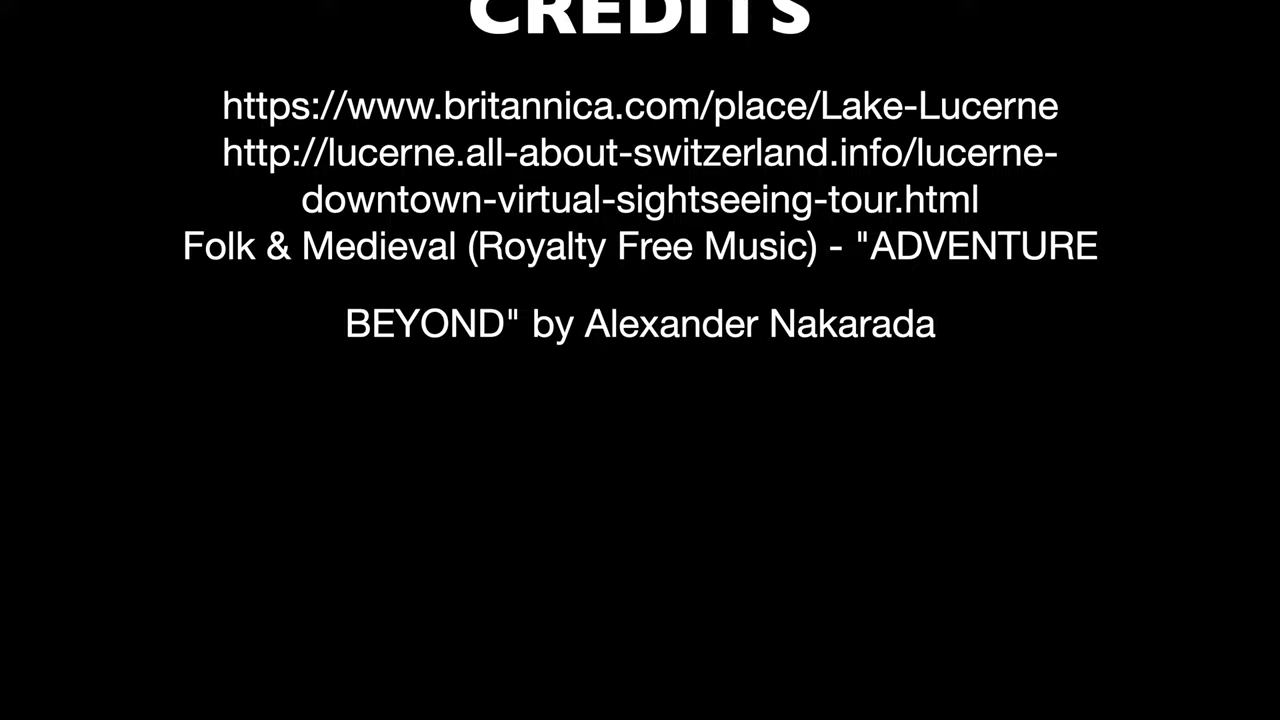 CREDITS
https://www.britannica.com/place/Lake-Lucerne
http://lucerne.all-about-switzerland.info/lucerne-
downtown-virtual-sightseeing-tour.html
Folk & Medieval (Royalty Free Music) - "ADVENTURE
BEYOND" by Alexander Nakarada